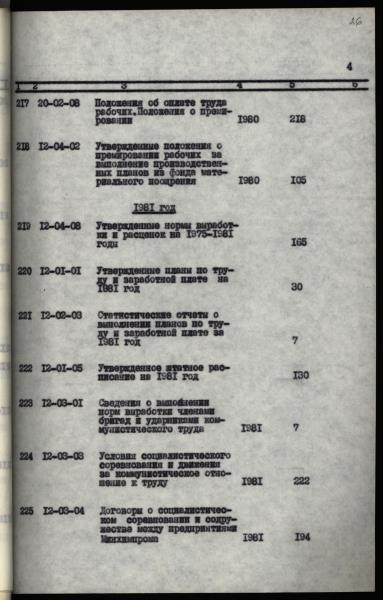 26
4
1 2 3 4 5 6
217 20-02-08 Положения об оплате труда
рабочих.Положения о преми-
ровании 1980 218
218 12-04-02 Утвержденные положения о
премировании рабочих за
выполнение производствен-
ных планов из фонда мате-
риального поощрения 1980 105
1981 год
219 12-04-08 Утвержденные нормы выработ-
ки и расценок на 1975-1981
годы 165
220 12-01-01 Утвержденные планы по тру-
ду и заработной плате на
1981 год 30
221 12-02-03 Статистические отчеты о
выполнении планов по тру-
ду и заработной плате за
1981 год 7
222 12-01-05 Утвержденное штатное рас-
писание на 1981 год 130
223 12-03-01 Сведения о выполнении
норм выработки членами
бригад и ударниками ком-
мунистического труда 1981 7
224 12-03-03 Условия социалистического
соревнования и движения
за коммунистическое отно-
шение к труду 1981 222
225 12-03-04 Договоры о социалистичес-
ком соревновании и содру-
жестве между предприятиями
Минхимпрома 1981 194